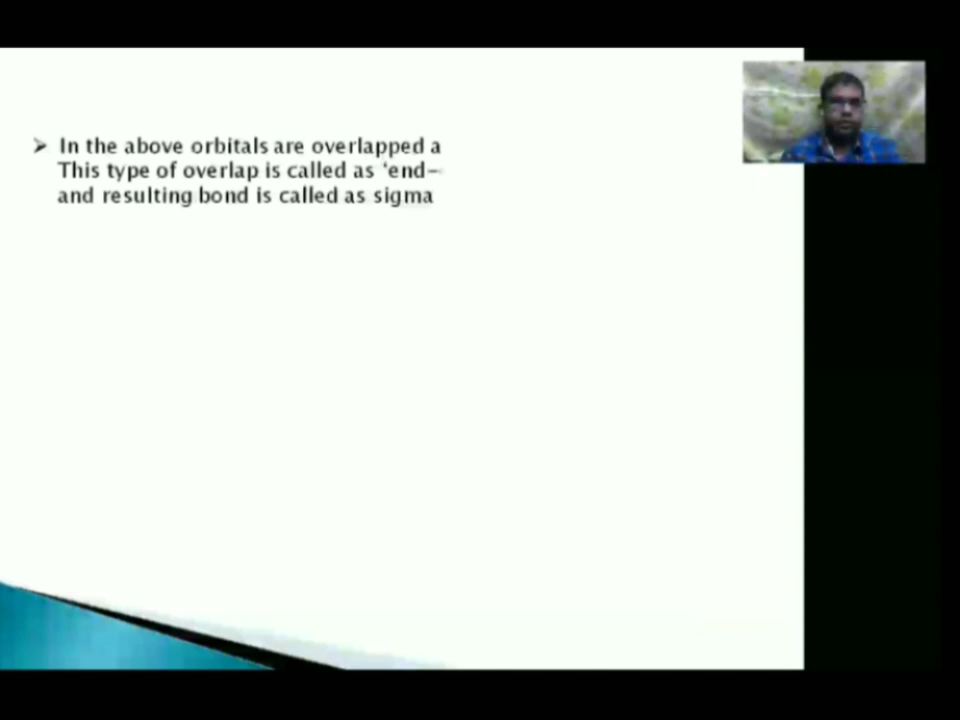 ➢ In the above orbitals are overlapped a
This type of overlap is called as ‘end-
and resulting bond is called as sigma